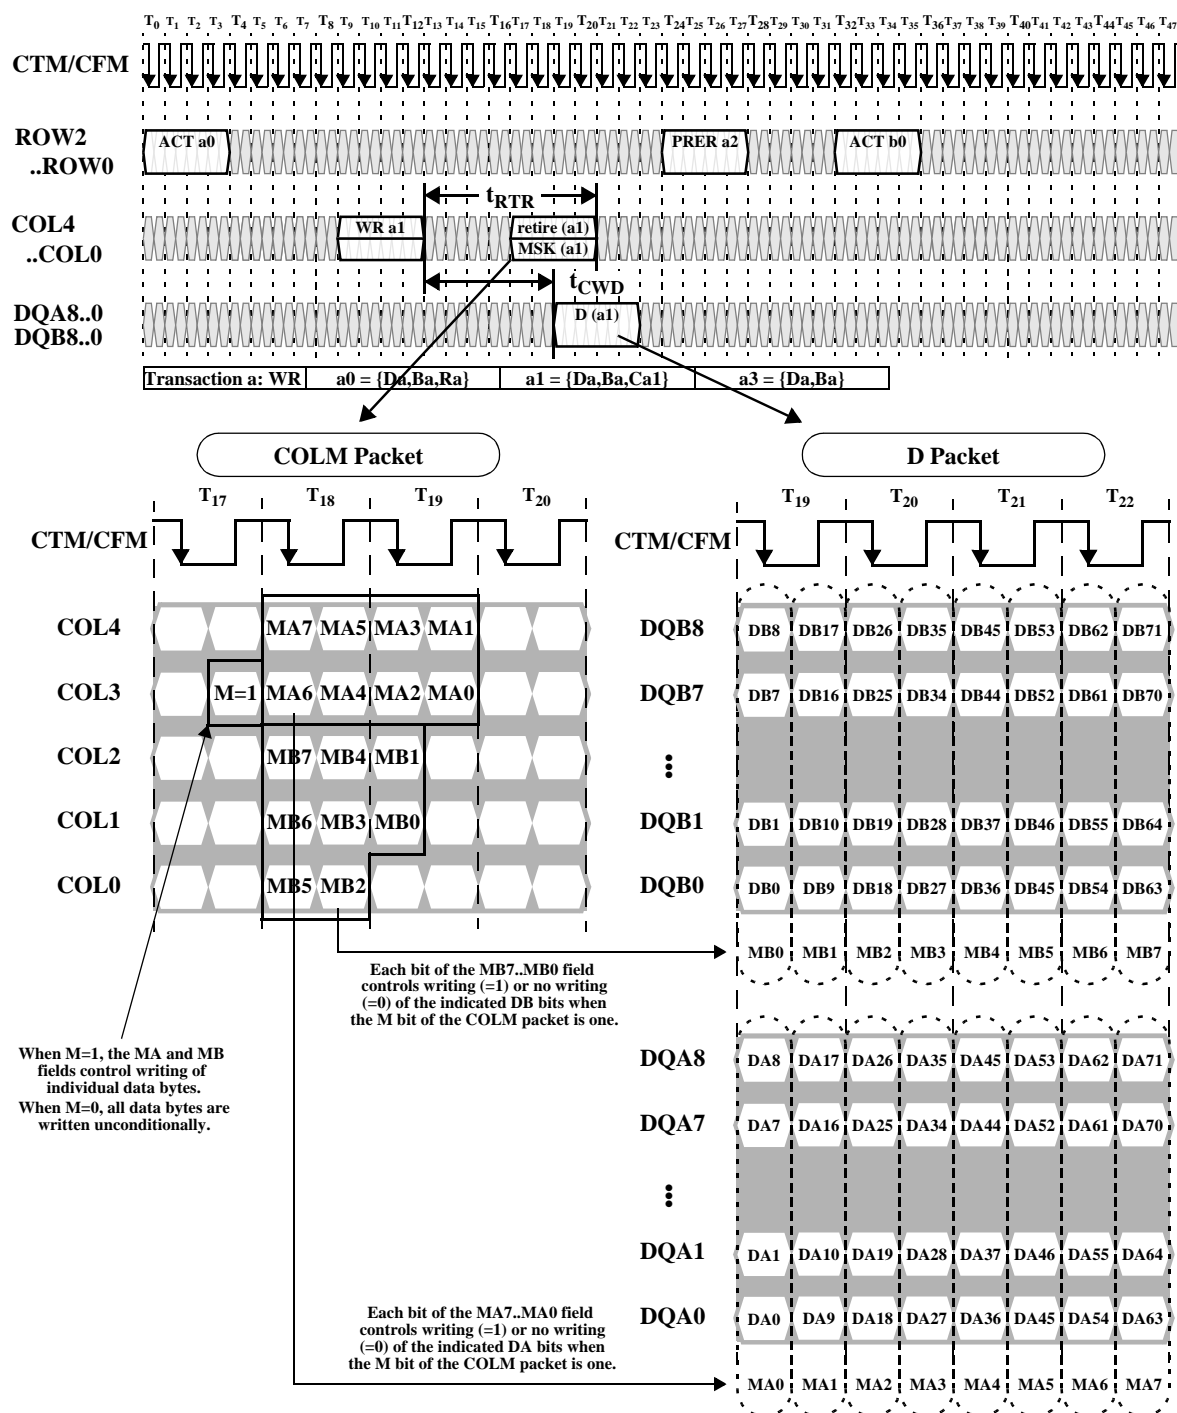 T0 T1 T2 T3 T4 T5 T6 T7 T8 T9 T10 T11 T12 T13 T14 T15 T16 T17 T18 T19 T20 T21 T22 T23 T24 T25 T26 T27 T28 T29 T30 T31 T32 T33 T34 T35 T36 T37 T38 T39 T40 T41 T42 T43 T44 T45 T46 T47
CTM/CFM
ROW2
..ROW0
ACT a0 PRER a2 ACT b0
tRTR
COL4
..COL0
WR a1 retire (a1)
MSK (a1)
tCWD
DQA8..0
DQB8..0
D (a1)
Transaction a: WR a0 = {Da,Ba,Ra} a1 = {Da,Ba,Ca1} a3 = {Da,Ba}
COLM Packet
T17 T18 T19 T20
CTM/CFM
COL4 MA7 MA5 MA3 MA1
COL3 M=1 MA6 MA4 MA2 MA0
COL2 MB7 MB4 MB1
COL1 MB6 MB3 MB0
COL0 MB5 MB2
Each bit of the MB7..MB0 field
controls writing (=1) or no writing
(=0) of the indicated DB bits when
the M bit of the COLM packet is one.
When M=1, the MA and MB
fields control writing of
individual data bytes.
When M=0, all data bytes are
written unconditionally.
Each bit of the MA7..MA0 field
controls writing (=1) or no writing
(=0) of the indicated DA bits when
the M bit of the COLM packet is one.
D Packet
T19 T20 T21 T22
CTM/CFM
DQB8 DB8 DB17 DB26 DB35 DB45 DB53 DB62 DB71
DQB7 DB7 DB16 DB25 DB34 DB44 DB52 DB61 DB70
DQB1 DB1 DB10 DB19 DB28 DB37 DB46 DB55 DB64
DQB0 DB0 DB9 DB18 DB27 DB36 DB45 DB54 DB63
MB0 MB1 MB2 MB3 MB4 MB5 MB6 MB7
DQA8 DA8 DA17 DA26 DA35 DA45 DA53 DA62 DA71
DQA7 DA7 DA16 DA25 DA34 DA44 DA52 DA61 DA70
DQA1 DA1 DA10 DA19 DA28 DA37 DA46 DA55 DA64
DQA0 DA0 DA9 DA18 DA27 DA36 DA45 DA54 DA63
MA0 MA1 MA2 MA3 MA4 MA5 MA6 MA7